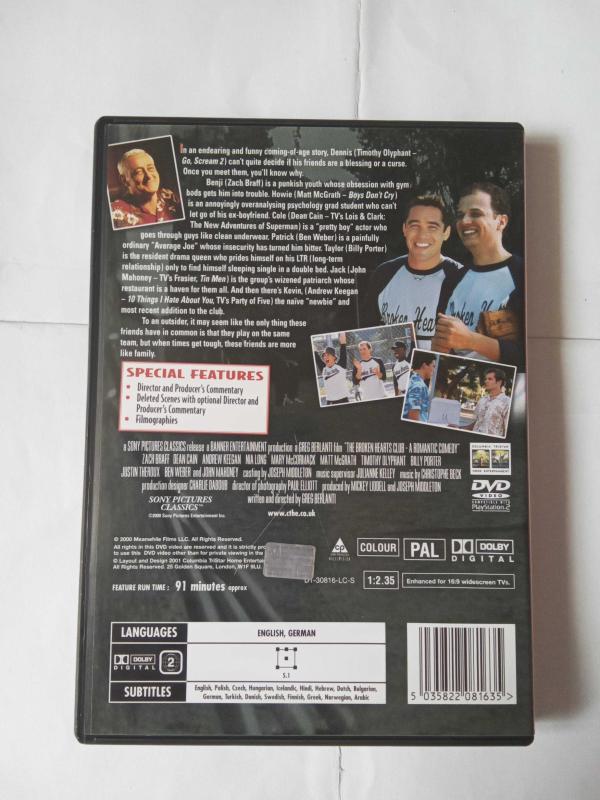 In an endearing and funny coming-of-age story, Dennis (Timothy Olyphant –
Go, Scream 2) can't quite decide if his friends are a blessing or a curse.
Once you meet them, you'll know why.
Benji (Zach Braff) is a punkish youth whose obsession with gym
bods gets him into trouble. Howie (Matt McGrath – Boys Don't Cry)
is an annoyingly overanalysing psychology grad student who can't
let go of his ex-boyfriend. Cole (Dean Cain – TV's Lois & Clark:
The New Adventures of Superman) is a "pretty boy" actor who
goes through guys like clean underwear. Patrick (Ben Weber) is a painfully
ordinary "Average Joe" whose insecurity has turned him bitter. Taylor (Billy Porter)
is the resident drama queen who prides himself on his LTR (long-term
relationship) only to find himself sleeping single in a double bed. Jack (John
Mahoney – TV's Frasier, Tin Men) is the group's wizened patriarch whose
restaurant is a haven for them all. And then there's Kevin, (Andrew Keegan
– 10 Things I Hate About You, TV's Party of Five) the naïve "newbie" and
most recent addition to the club.
To an outsider, it may seem like the only thing these
friends have in common is that they play on the same
team, but when times get tough, these friends are more
like family.
Broken Hea
Broken Hear
SPECIAL FEATURES
• Director and Producer's Commentary
• Deleted Scenes with optional Director and
Producer's Commentary
• Filmographies
a SONY PICTURES CLASSICS release a BANNER ENTERTAINMENT production a GREG BERLANTI film "THE BROKEN HEARTS CLUB - A ROMANTIC COMEDY"
ZACH BRAFF DEAN CAIN ANDREW KEEGAN NIA LONG MARY McCORMACK MATT McGRATH TIMOTHY OLYPHANT BILLY PORTER
JUSTIN THEROUX BEN WEBER and JOHN MAHONEY casting by JOSEPH MIDDLETON music supervisor JULIANNE KELLEY music by CHRISTOPHE BECK
production designer CHARLIE DABOUB director of photography PAUL ELLIOTT produced by MICKEY LIDDELL and JOSEPH MIDDLETON
written and directed by GREG BERLANTI
SONY PICTURES
CLASSICS™
©2000 Sony Pictures Entertainment Inc.
www.cthe.co.uk
COLUMBIA TRISTAR
HOME ENTERTAINMENT
DVD
VIDEO
COMPATIBLE WITH
PlayStation.2
© 2000 Meanwhile Films LLC. All Rights Reserved.
All rights in this DVD video are reserved and it is strictly pro
to use this DVD video other than for private viewing in the
© Layout and Design 2001 Columbia TriStar Home Entertai
All Rights Reserved. 25 Golden Square, London, W1F 9LU.
COLOUR
PAL
DOLBY
DIGITAL
-30816-LC-S
1:2.35
Enhanced for 16:9 widescreen TVs.
FEATURE RUN TIME: 91 minutes approx
LANGUAGES
ENGLISH, GERMAN
DOLBY
DIGITAL
2
5.1
SUBTITLES
English, Polish, Czech, Hungarian, Icelandic, Hindi, Hebrew, Dutch, Bulgarian,
German, Turkish, Danish, Swedish, Finnish, Greek, Norwegian, Arabic
5 035822 081635 >